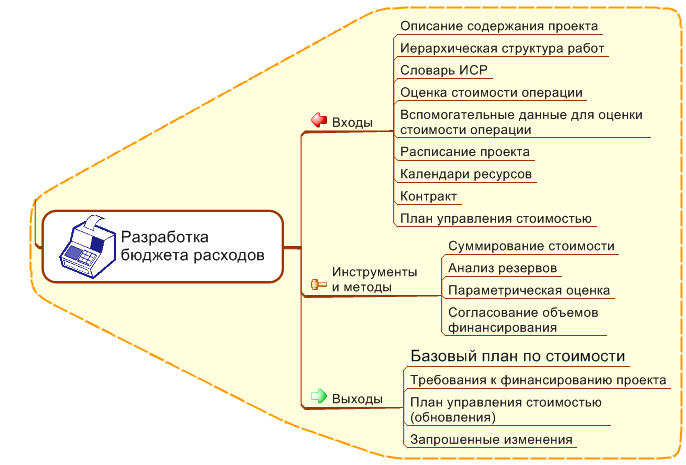 Разработка
бюджета расходов
Входы
Описание содержания проекта
Иерархическая структура работ
Словарь ИСР
Оценка стоимости операции
Вспомогательные данные для оценки
стоимости операции
Расписание проекта
Календари ресурсов
Контракт
План управления стоимостью
Инструменты
и методы
Суммирование стоимости
Анализ резервов
Параметрическая оценка
Согласование объемов
финансирования
Выходы
Базовый план по стоимости
Требования к финансированию проекта
План управления стоимостью
(обновления)
Запрошенные изменения